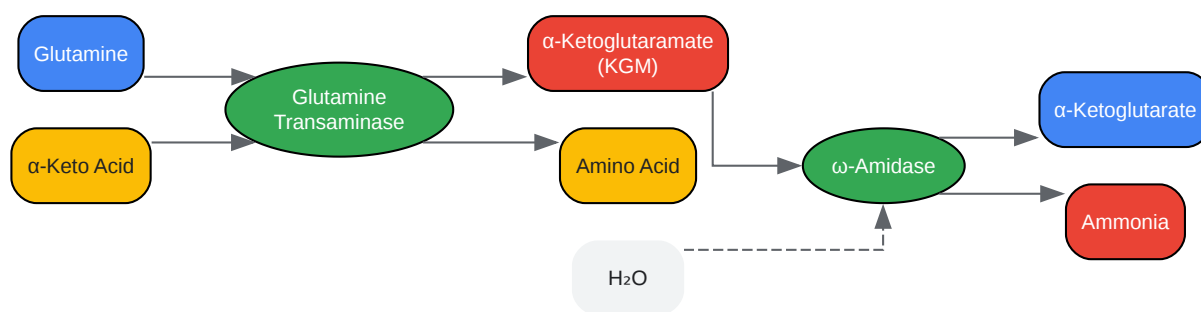 Glutamine
α-Keto Acid
Glutamine
Transaminase
α-Ketoglutaramate
(KGM)
Amino Acid
H₂O
ω-Amidase
α-Ketoglutarate
Ammonia